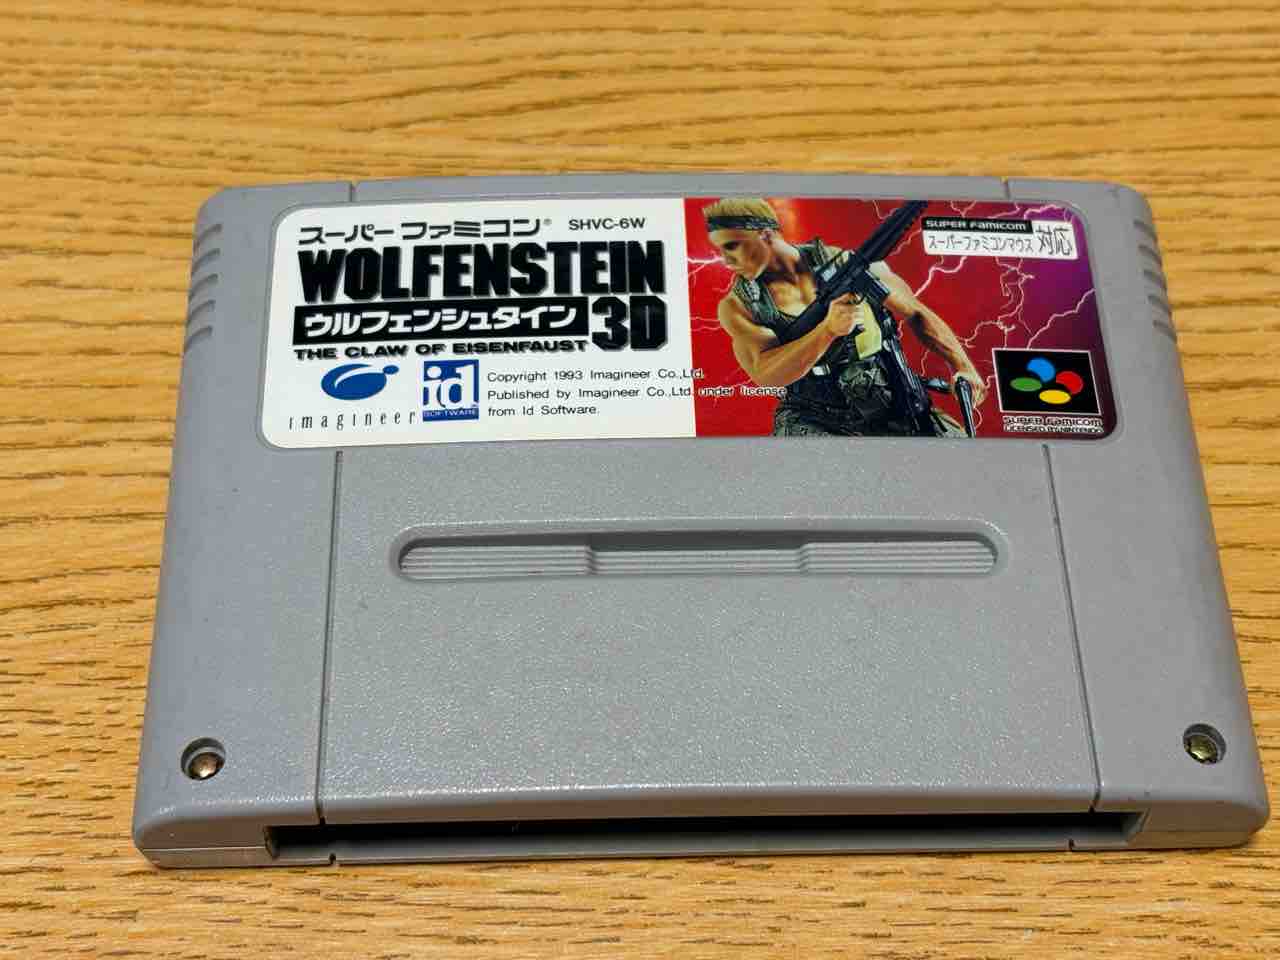 スーパーファミコン® SHVC-6W
WOLFENSTEIN
ウルフェンシュタイン 3D
THE CLAW OF EISENFAUST
imagineer
id
SOFTWARE
Copyright 1993 Imagineer Co.,Ltd.
Published by Imagineer Co.,Ltd. under license
from Id Software.
SUPER FAMICOM
スーパーファミコンマウス 対応
SUPER FAMICOM
LICENSED BY NINTENDO